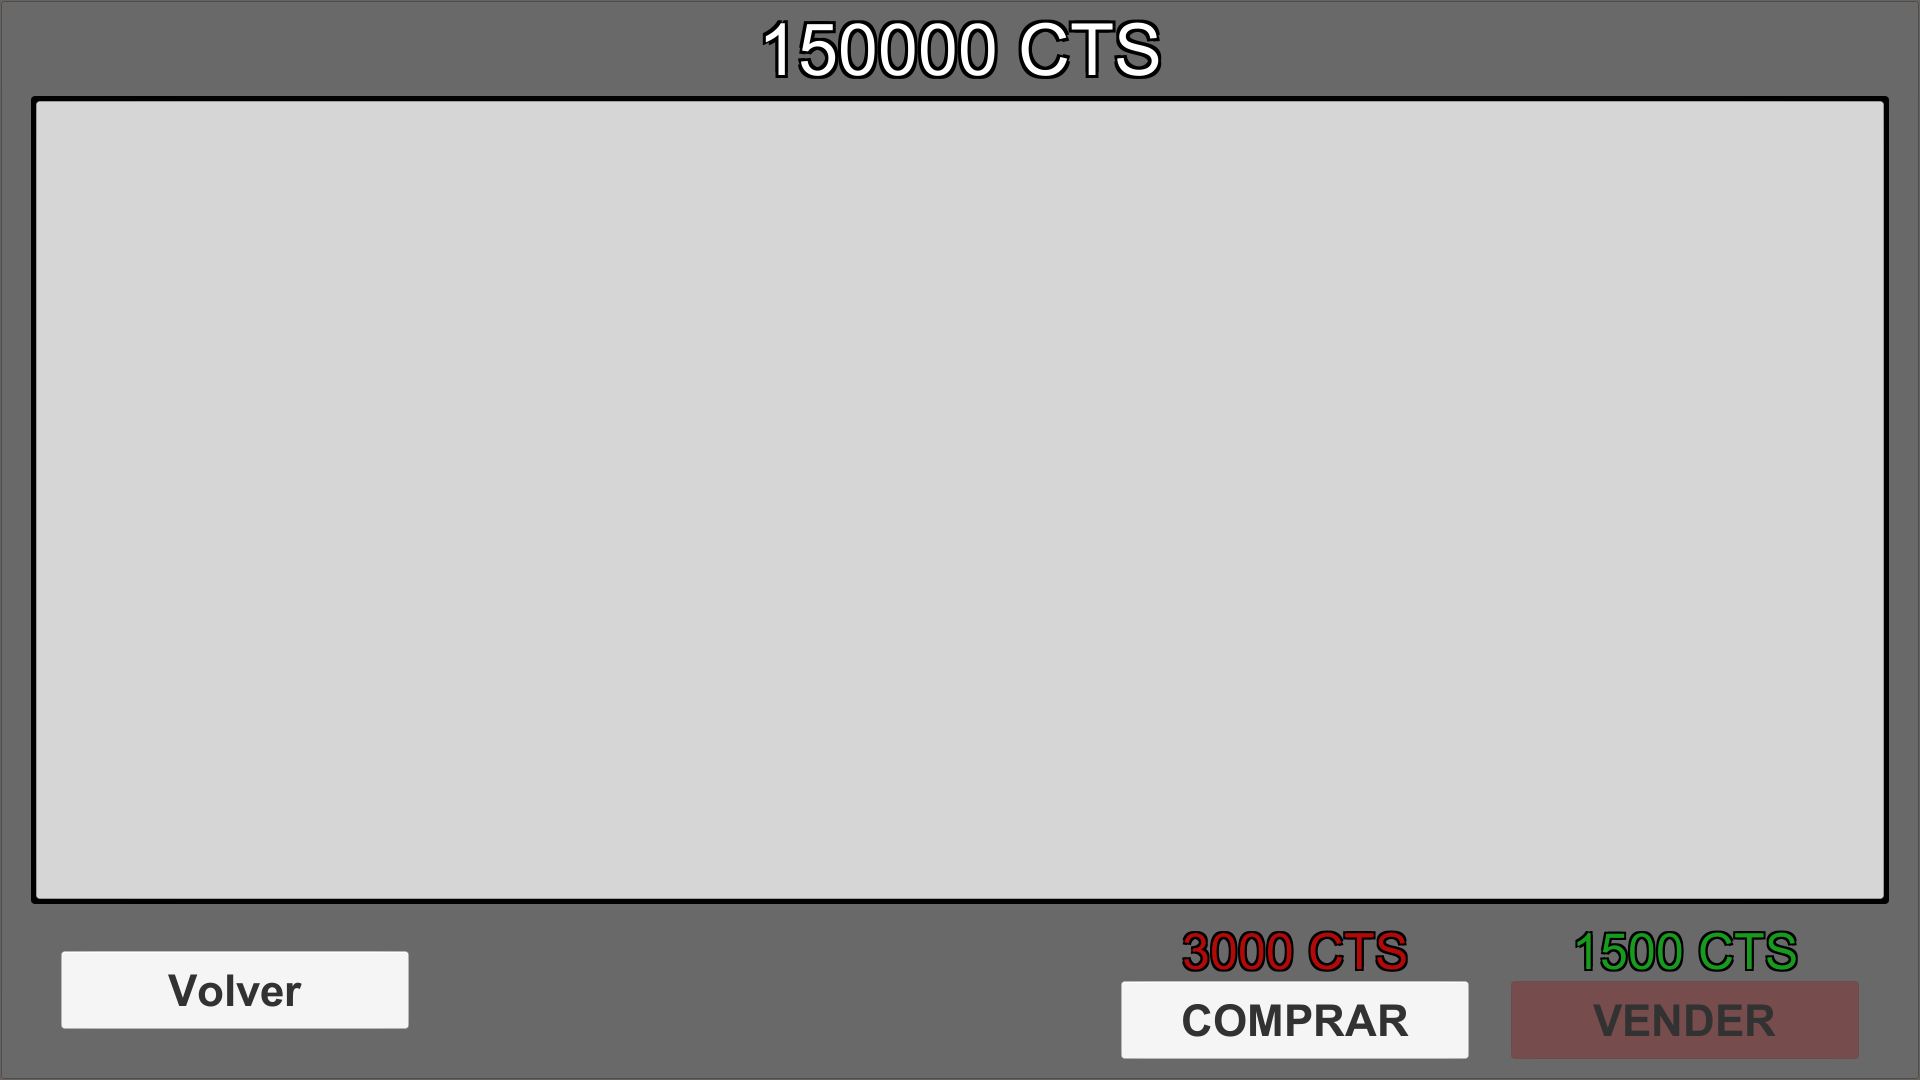 150000 CTS
3000 CTS
1500 CTS
Volver
COMPRAR
VENDER